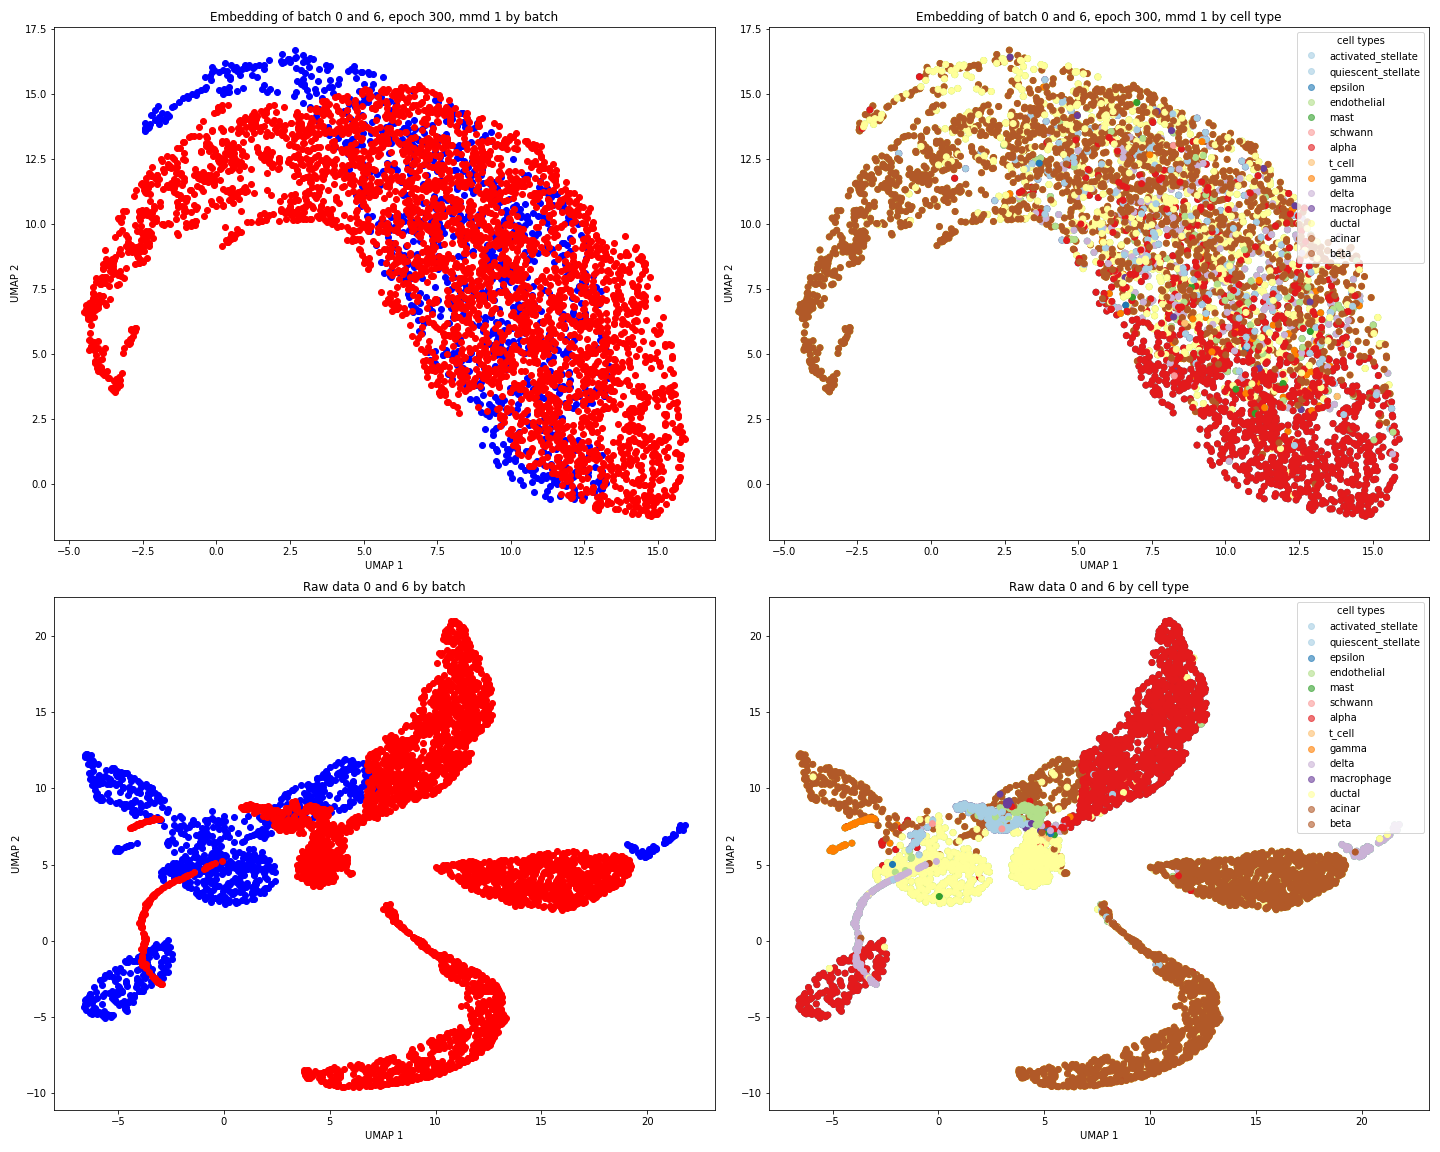 Embedding of batch 0 and 6, epoch 300, mmd 1 by batch
17.5
15.0
12.5
10.0
7.5
5.0
2.5
0.0
UMAP 2
−5.0 −2.5 0.0 2.5 5.0 7.5 10.0 12.5 15.0
UMAP 1
Embedding of batch 0 and 6, epoch 300, mmd 1 by cell type
17.5
15.0
12.5
10.0
7.5
5.0
2.5
0.0
UMAP 2
cell types
activated_stellate
quiescent_stellate
epsilon
endothelial
mast
schwann
alpha
t_cell
gamma
delta
macrophage
ductal
acinar
beta
−5.0 −2.5 0.0 2.5 5.0 7.5 10.0 12.5 15.0
UMAP 1
Raw data 0 and 6 by batch
20
15
10
5
0
−5
−10
UMAP 2
−5 0 5 10 15 20
UMAP 1
Raw data 0 and 6 by cell type
20
15
10
5
0
−5
−10
UMAP 2
cell types
activated_stellate
quiescent_stellate
epsilon
endothelial
mast
schwann
alpha
t_cell
gamma
delta
macrophage
ductal
acinar
beta
−5 0 5 10 15 20
UMAP 1